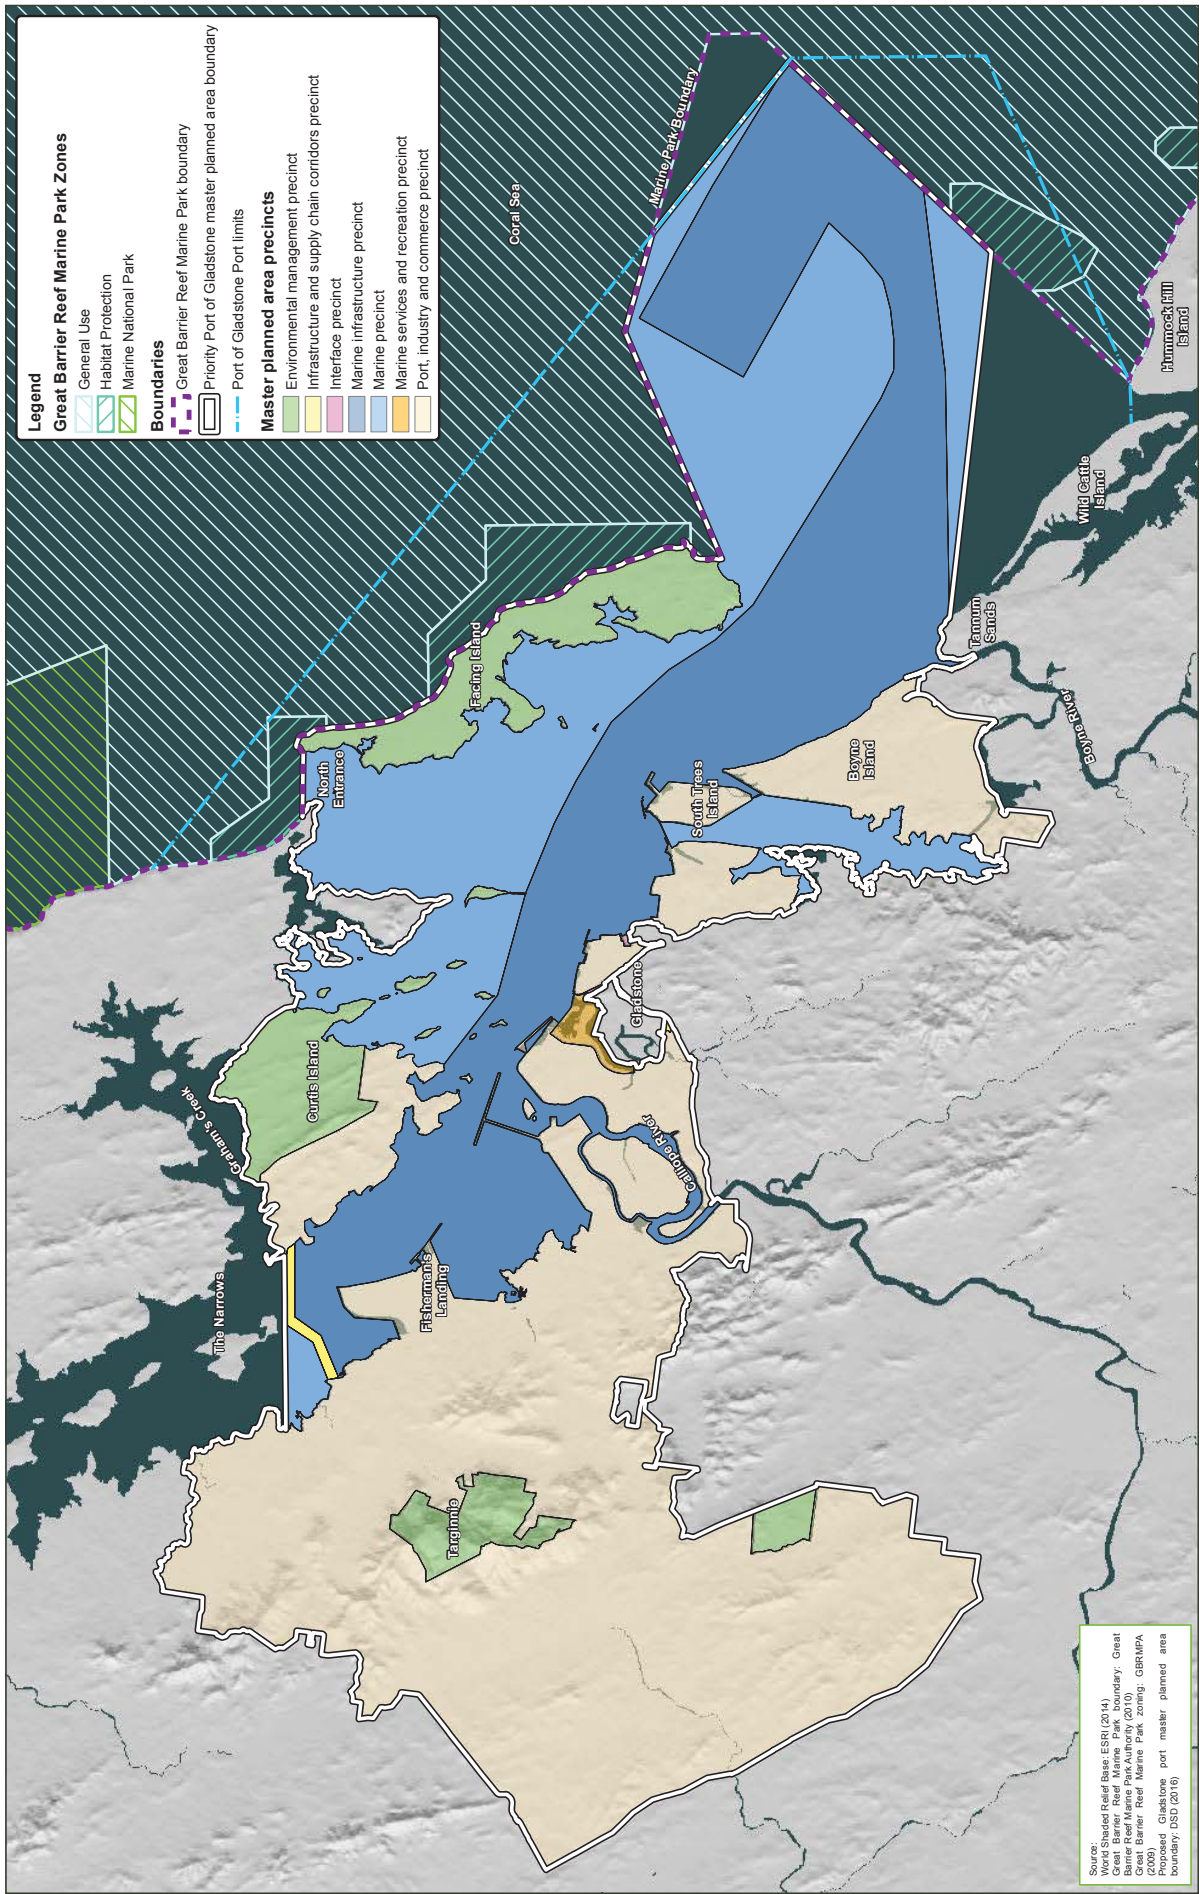 Legend
Great Barrier Reef Marine Park Zones
General Use
Habitat Protection
Marine National Park
Boundaries
Great Barrier Reef Marine Park boundary
Priority Port of Gladstone master planned area boundary
Port of Gladstone Port limits
Master planned area precincts
Environmental management precinct
Infrastructure and supply chain corridors precinct
Interface precinct
Marine infrastructure precinct
Marine precinct
Marine services and recreation precinct
Port, industry and commerce precinct
Coral Sea
Marine Park Boundary
Hummock Hill
Island
Wild Cattle
Island
Tannum
Sands
Boyne River
Boyne
Island
South Trees
Island
Facing Island
North
Entrance
Gladstone
Calliope River
Curtis Island
Graham's Creek
The Narrows
Fisherman's
Landing
Targinnie
Source:
World Shaded Relief Base: ESRI (2014)
Great Barrier Reef Marine Park boundary: Great
Barrier Reef Marine Park Authority (2010)
Great Barrier Reef Marine Park zoning: GBRMPA
(2009)
Proposed Gladstone port master planned area
boundary: DSD (2016)